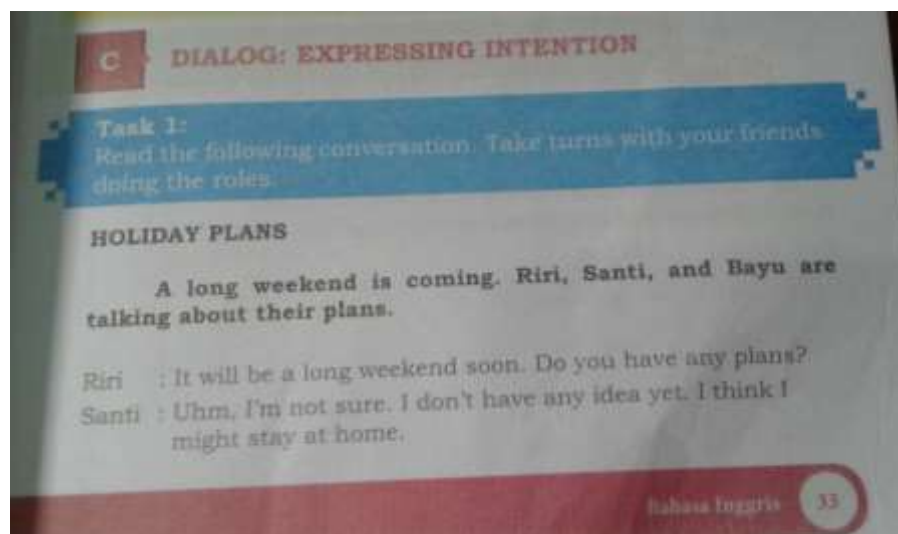 C DIALOG: EXPRESSING INTENTION
Task 1:
Read the following conversation. Take turns with your friends
doing the roles.
HOLIDAY PLANS
A long weekend is coming. Riri, Santi, and Bayu are
talking about their plans.
Riri : It will be a long weekend soon. Do you have any plans?
Santi : Uhm, I'm not sure. I don't have any idea yet. I think I
might stay at home.
Bahasa Inggris 33